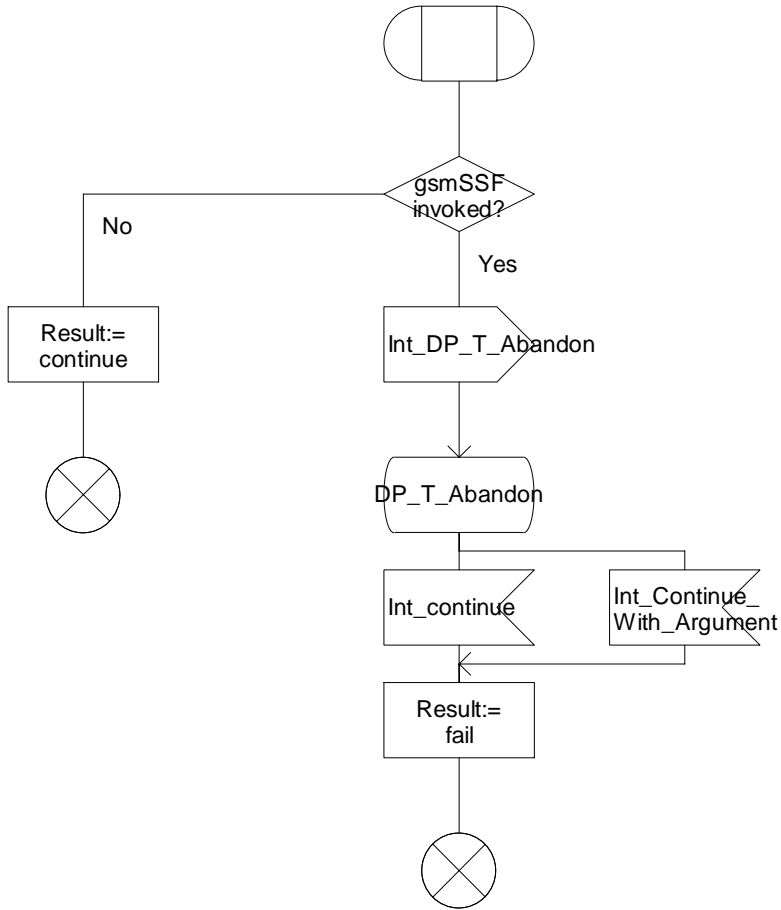 gsmSSF
invoked?
No
Yes
Result:=
continue
Int_DP_T_Abandon
DP_T_Abandon
Int_continue
Int_Continue_
With_Argument
Result:=
fail